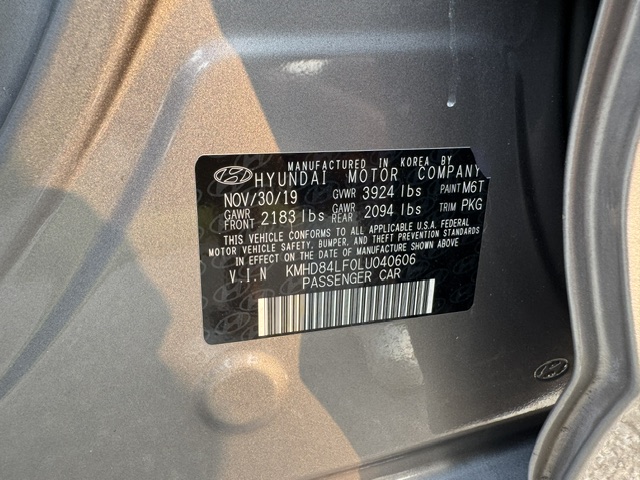 MANUFACTURED IN KOREA BY
HYUNDAI MOTOR COMPANY
NOV/30/19 GVWR 3924 lbs PAINT M6T
GAWR FRONT 2183 lbs GAWR REAR 2094 lbs TRIM PKG
THIS VEHICLE CONFORMS TO ALL APPLICABLE U.S.A. FEDERAL
MOTOR VEHICLE SAFETY, BUMPER, AND THEFT PREVENTION STANDARDS
IN EFFECT ON THE DATE OF MANUFACTURE SHOWN ABOVE.
V.I.N KMHD84LF0LU040606
PASSENGER CAR